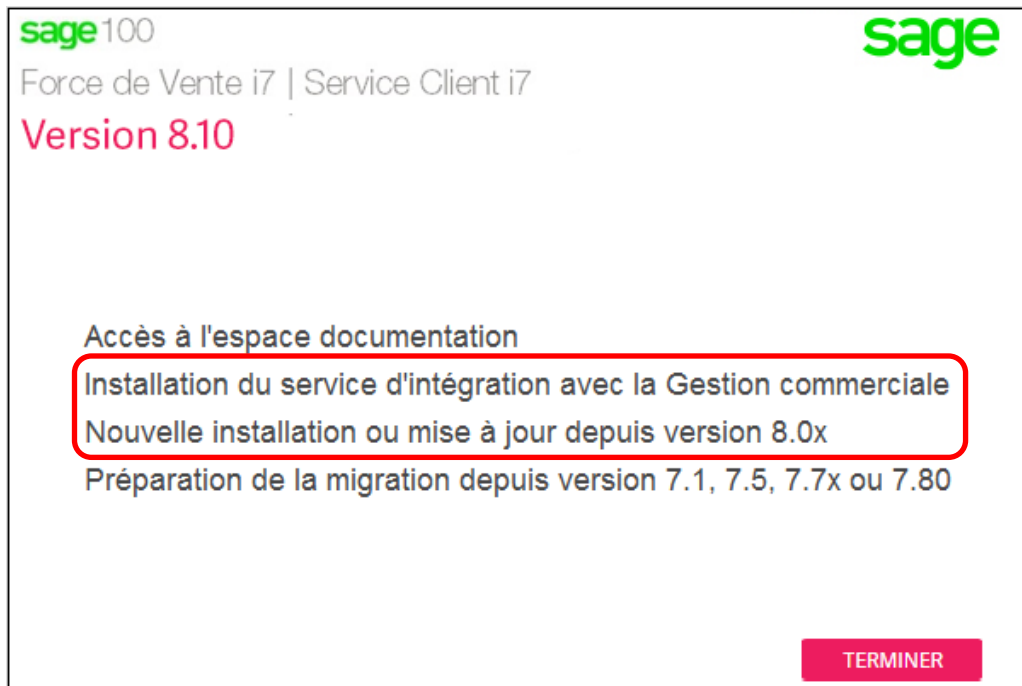 sage 100
sage
Force de Vente i7 | Service Client i7
Version 8.10
Accès à l'espace documentation
Installation du service d'intégration avec la Gestion commerciale
Nouvelle installation ou mise à jour depuis version 8.0x
Préparation de la migration depuis version 7.1, 7.5, 7.7x ou 7.80
TERMINER